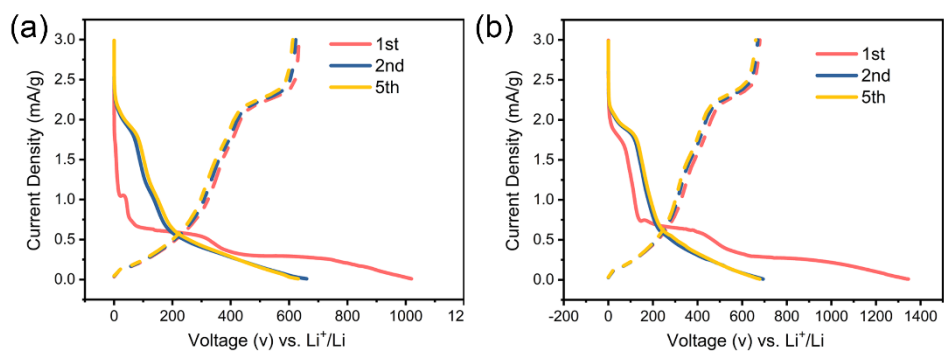 (a)
1st
2nd
5th
3.0
2.5
2.0
1.5
1.0
0.5
0.0
Current Density (mA/g)
0 200 400 600 800 1000 12
Voltage (v) vs. Li⁺/Li
(b)
1st
2nd
5th
3.0
2.5
2.0
1.5
1.0
0.5
0.0
Current Density (mA/g)
-200 0 200 400 600 800 1000 1200 1400
Voltage (v) vs. Li⁺/Li